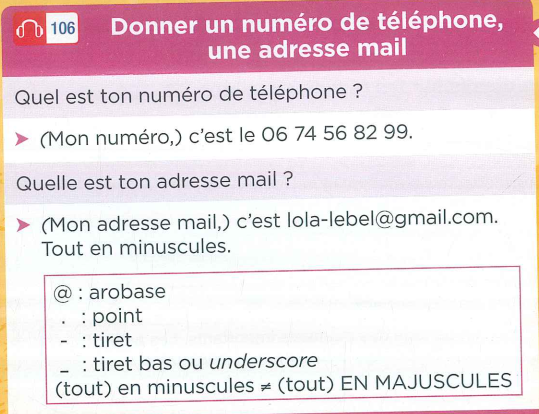 106
Donner un numéro de téléphone,
une adresse mail
Quel est ton numéro de téléphone ?
➤ (Mon numéro,) c'est le 06 74 56 82 99.
Quelle est ton adresse mail ?
➤ (Mon adresse mail,) c'est lola-lebel@gmail.com.
Tout en minuscules.
@ : arobase
. : point
- : tiret
_ : tiret bas ou underscore
(tout) en minuscules ≠ (tout) EN MAJUSCULES